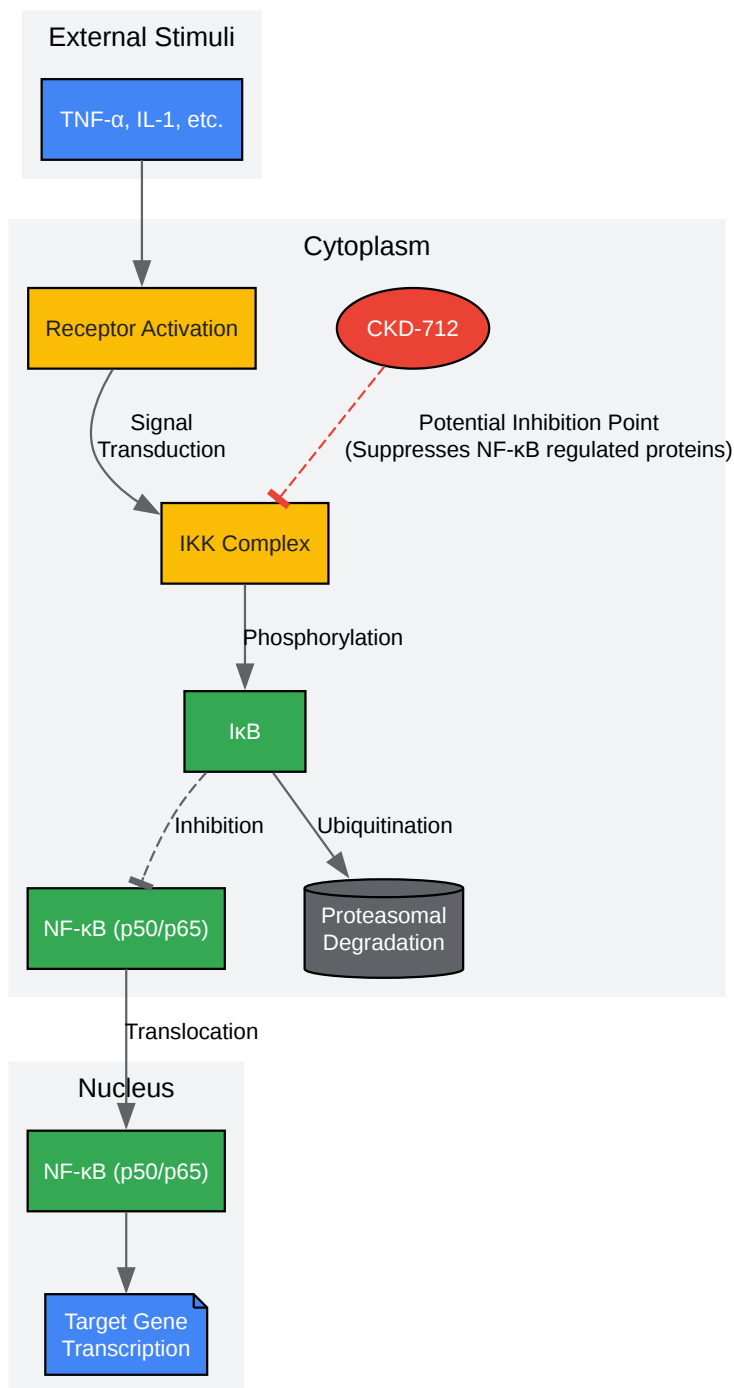 External Stimuli
TNF-α, IL-1, etc.
Cytoplasm
Receptor Activation
CKD-712
Signal
Transduction
Potential Inhibition Point
(Suppresses NF-κB regulated proteins)
IKK Complex
Phosphorylation
IκB
Inhibition
Ubiquitination
NF-κB (p50/p65)
Proteasomal
Degradation
Translocation
Nucleus
NF-κB (p50/p65)
Target Gene
Transcription